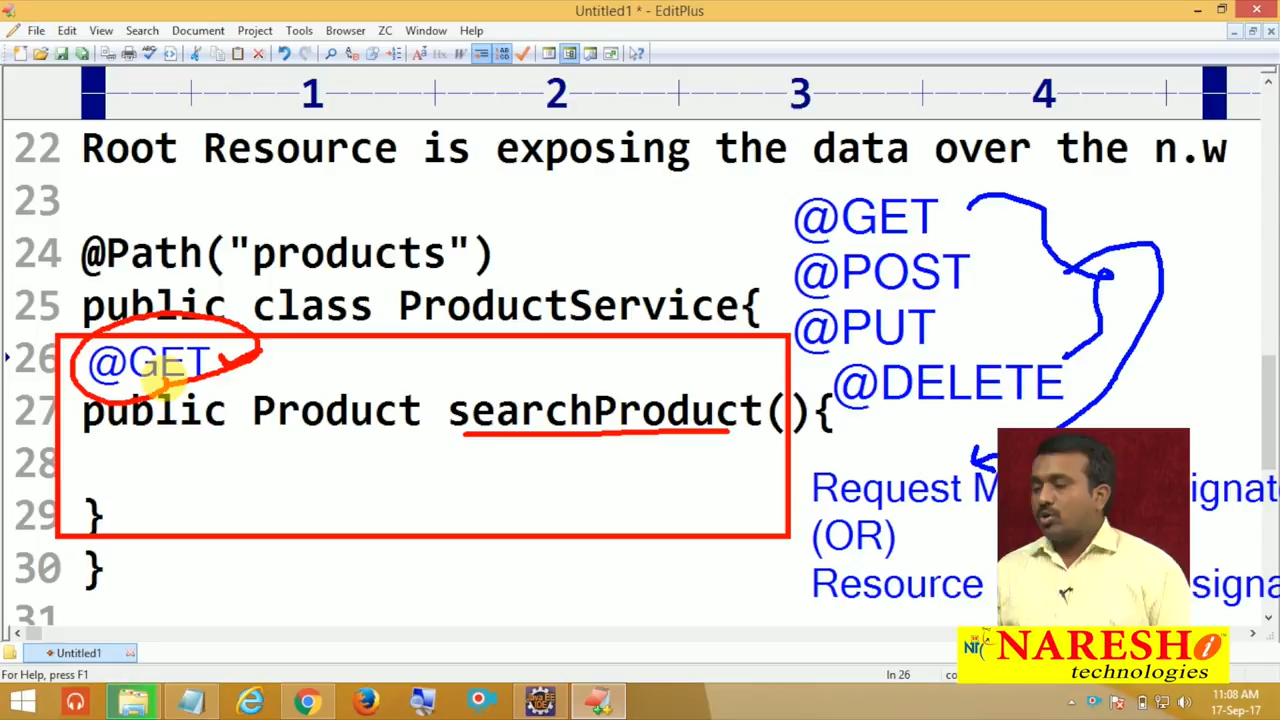 Untitled1 * - EditPlus
File Edit View Search Document Project Tools Browser ZC Window Help
1 2 3 4
22 Root Resource is exposing the data over the n.w
23
24 @Path("products")
25 public class ProductService{
26 @GET
27 public Product searchProduct(){
28
29 }
30 }
31
@GET
@POST
@PUT
@DELETE
Request
(OR)
Resource
NARESH i
technologies
Untitled1
For Help, press F1
ln 26
11:08 AM
17-Sep-17